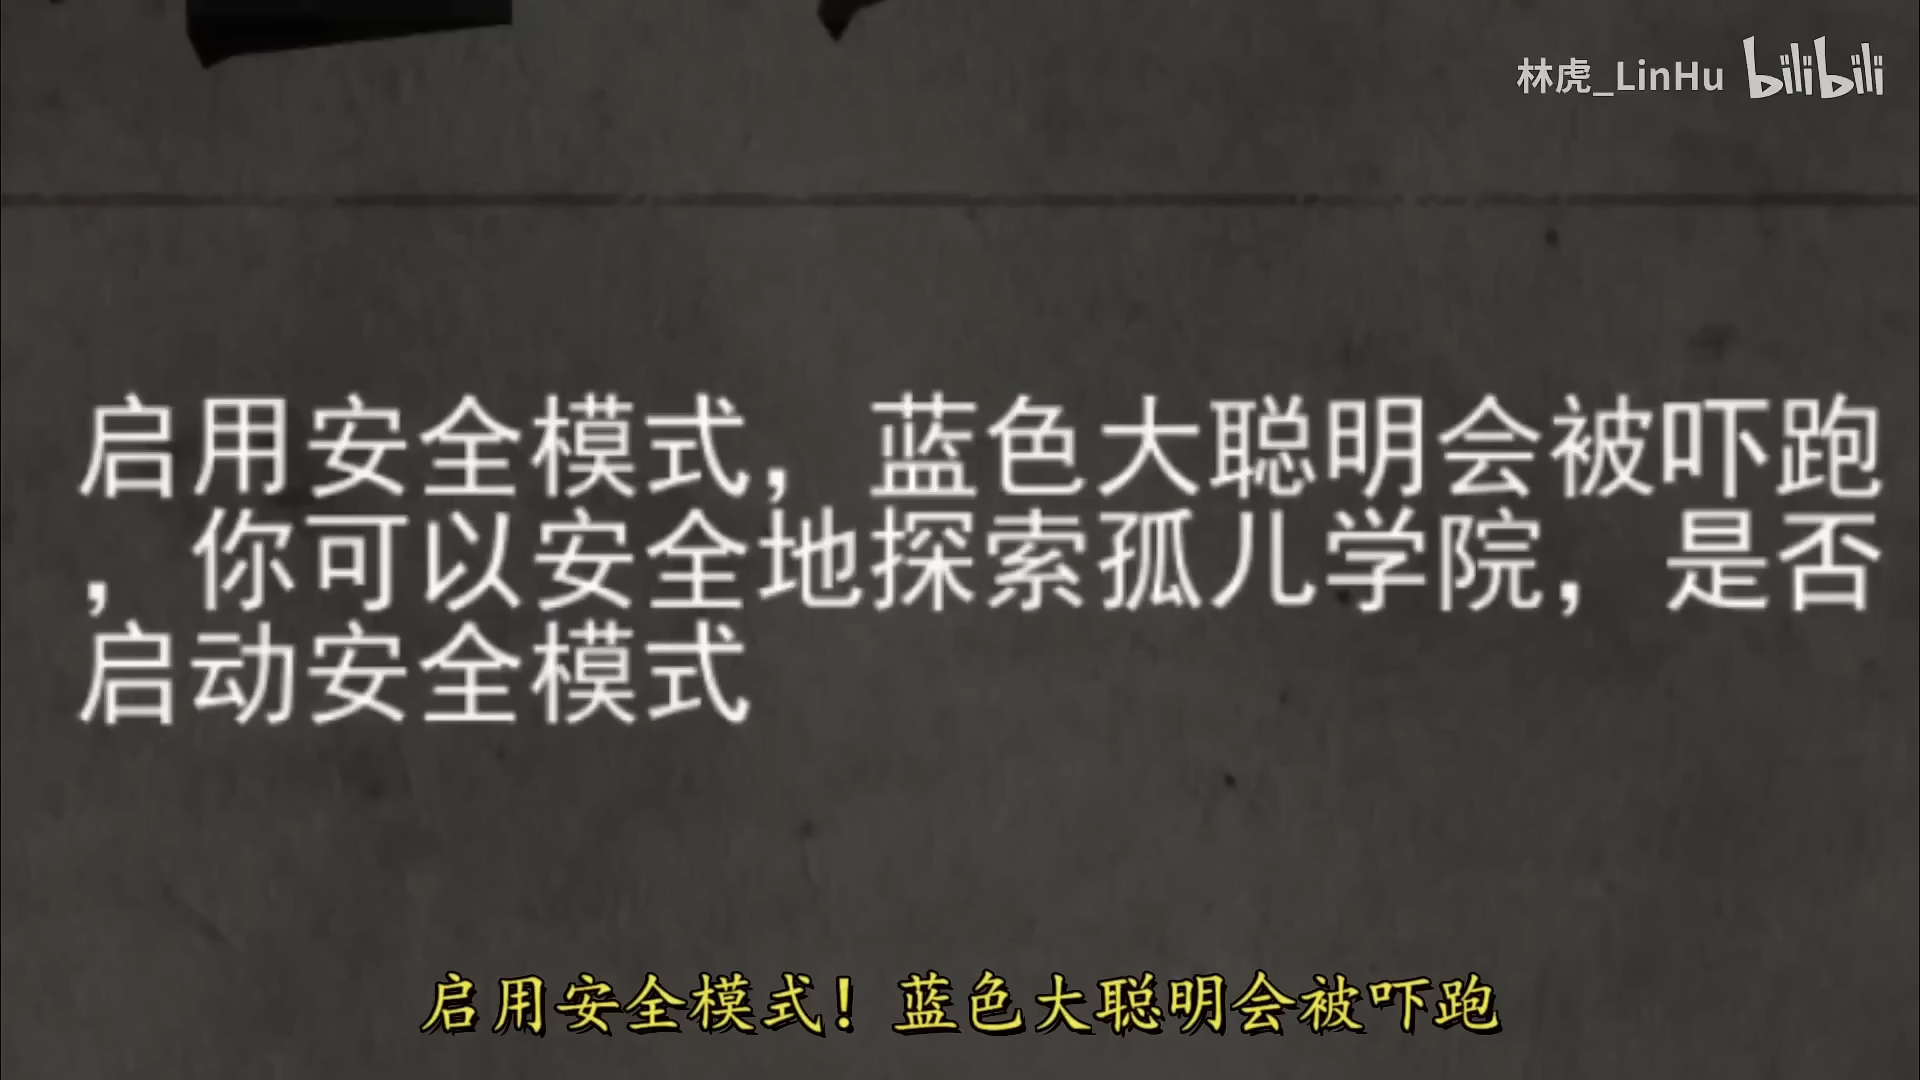 林虎_LinHu bilibili
启用安全模式，蓝色大聪明会被吓跑
，你可以安全地探索孤儿学院，是否
启动安全模式
启用安全模式！蓝色大聪明会被吓跑